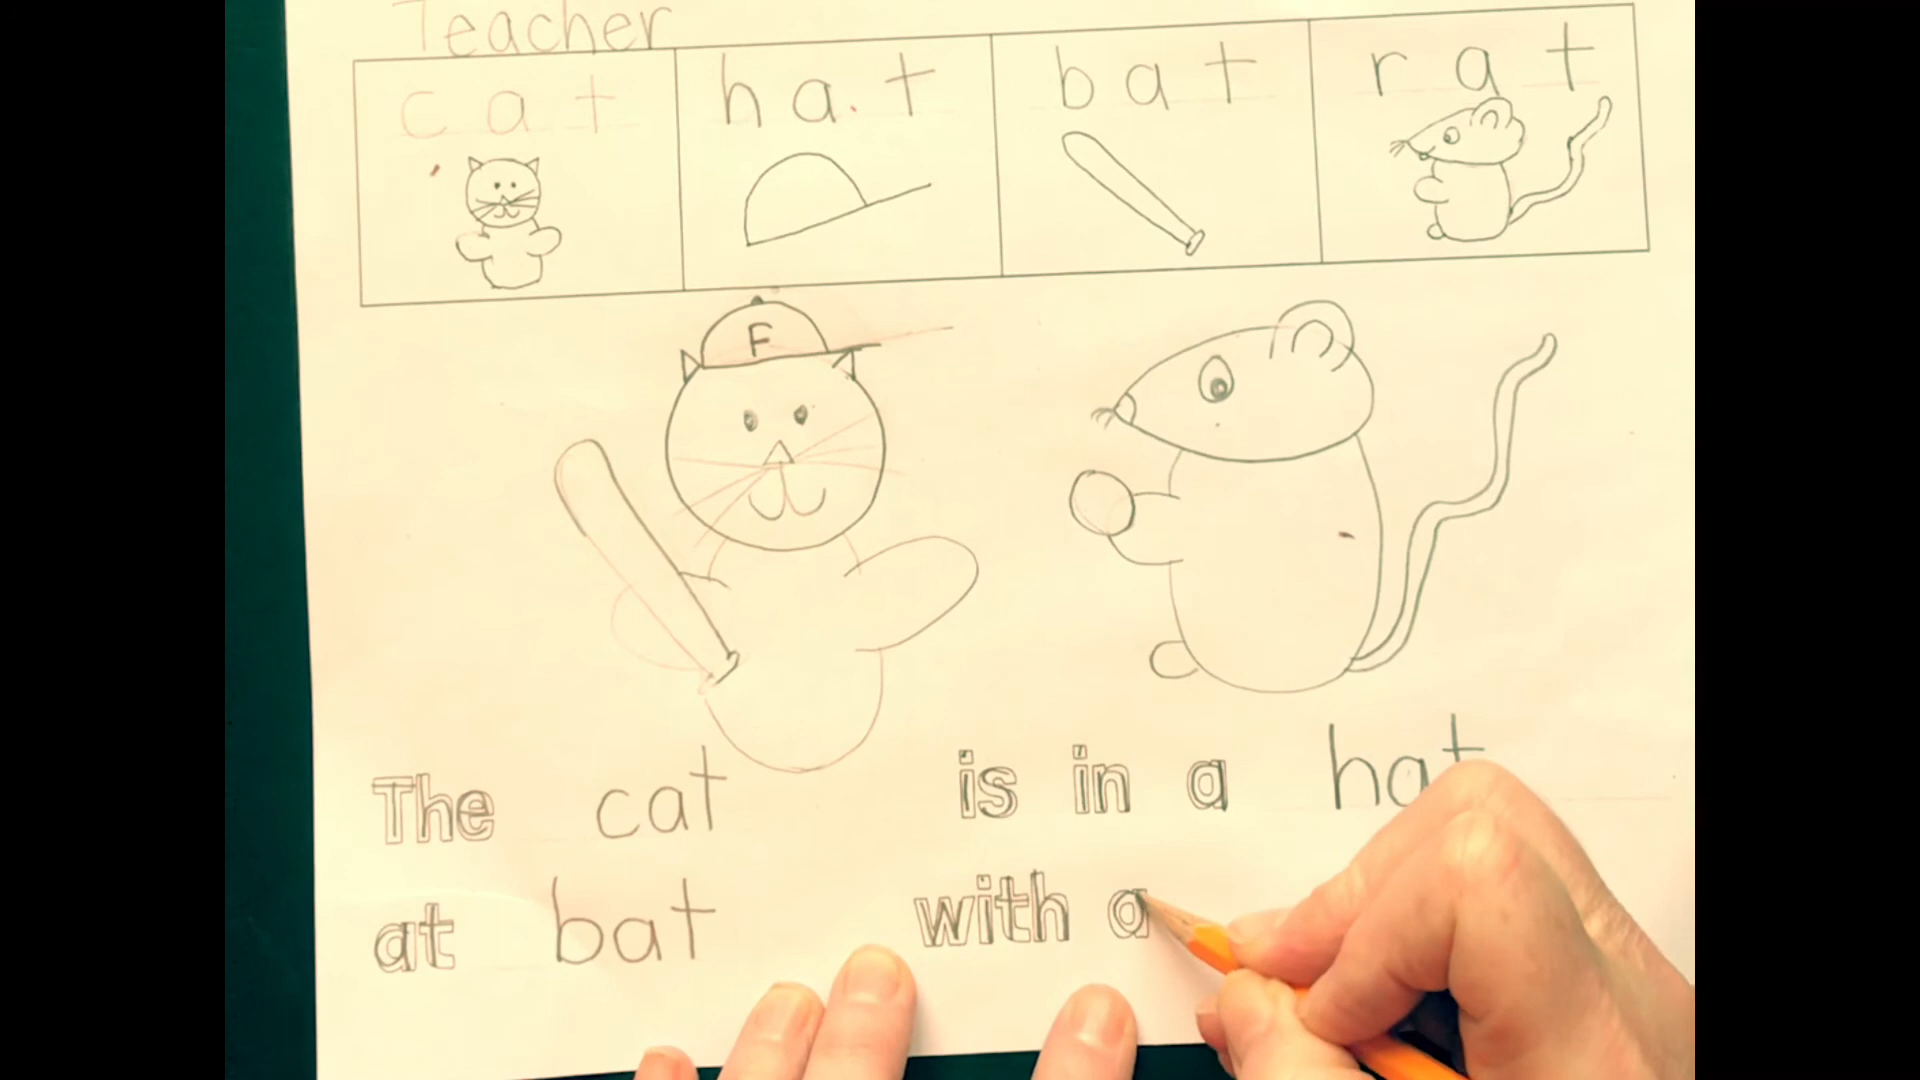 Teacher
cat hat bat rat
F
The cat is in a hat
at bat with a